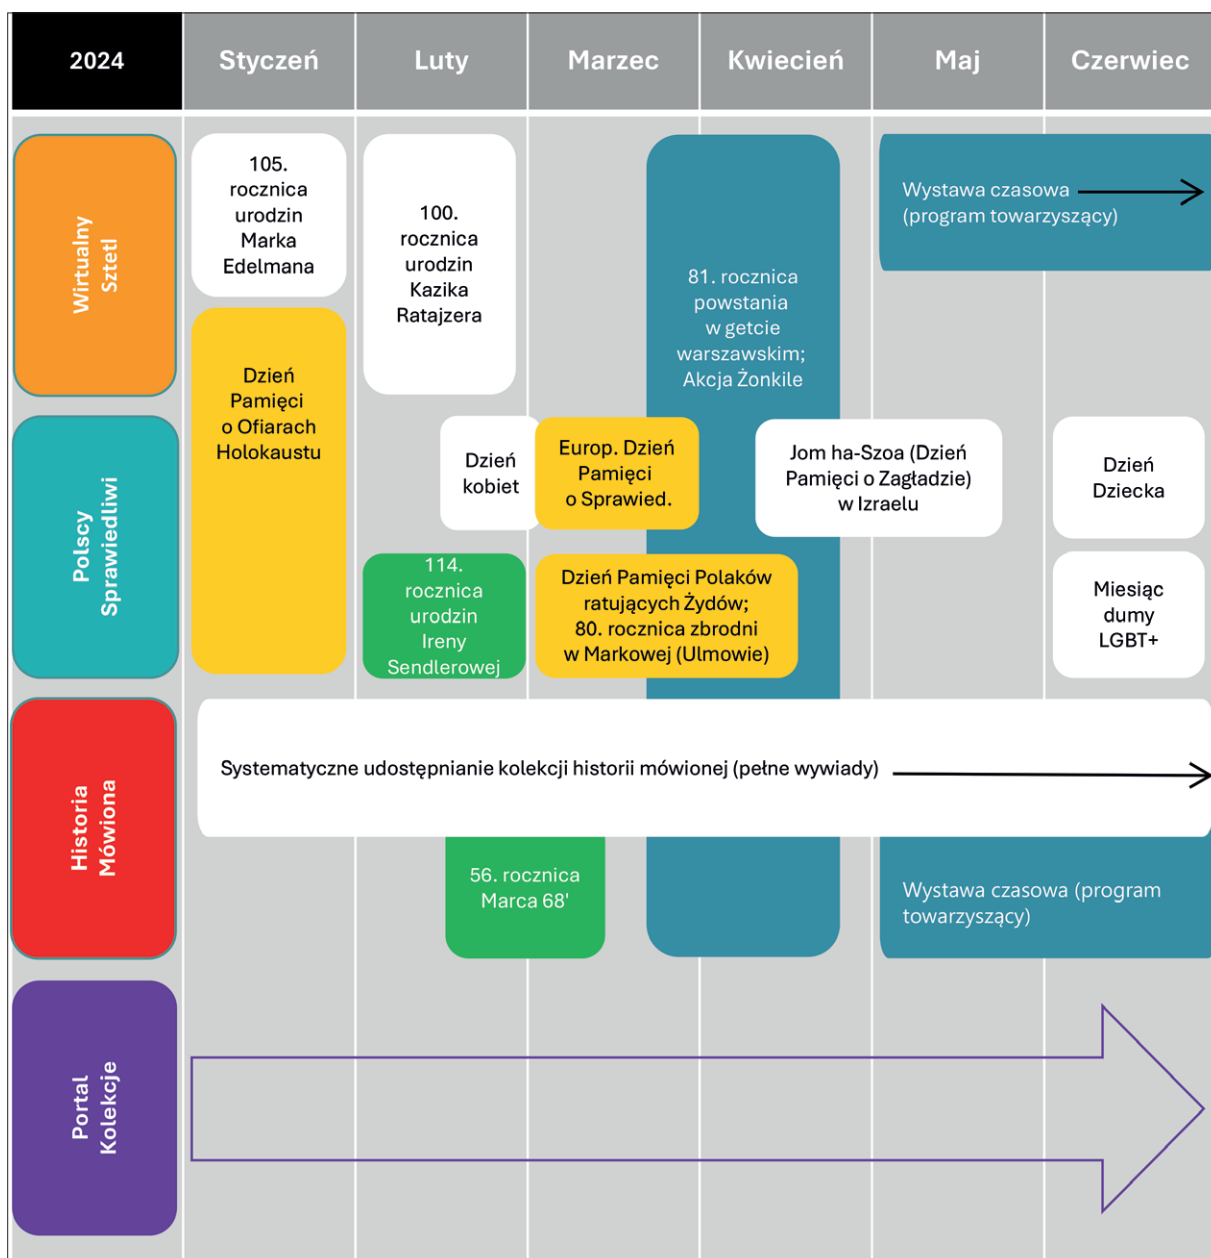 2024
Styczeń
Luty
Marzec
Kwiecień
Maj
Czerwiec
Wirtualny
Sztetl
105.
rocznica
urodzin
Marka
Edelmana
100.
rocznica
urodzin
Kazika
Ratajzera
81. rocznica
powstania
w getcie
warszawskim;
Akcja Żonkile
Wystawa czasowa
(program towarzyszący)
Dzień
Pamięci
o Ofiarach
Holokaustu
Polscy
Sprawiedliwi
Dzień
kobiet
Europ. Dzień
Pamięci
o Sprawied.
Jom ha-Szoa (Dzień
Pamięci o Zagładzie)
w Izraelu
Dzień
Dziecka
114.
rocznica
urodzin
Ireny
Sendlerowej
Dzień Pamięci Polaków
ratujących Żydów;
80. rocznica zbrodni
w Markowej (Ulmowie)
Miesiąc
dumy
LGBT+
Historia
Mówiona
Systematyczne udostępnianie kolekcji historii mówionej (pełne wywiady)
56. rocznica
Marca 68'
Wystawa czasowa (program
towarzyszący)
Portal
Kolekcje